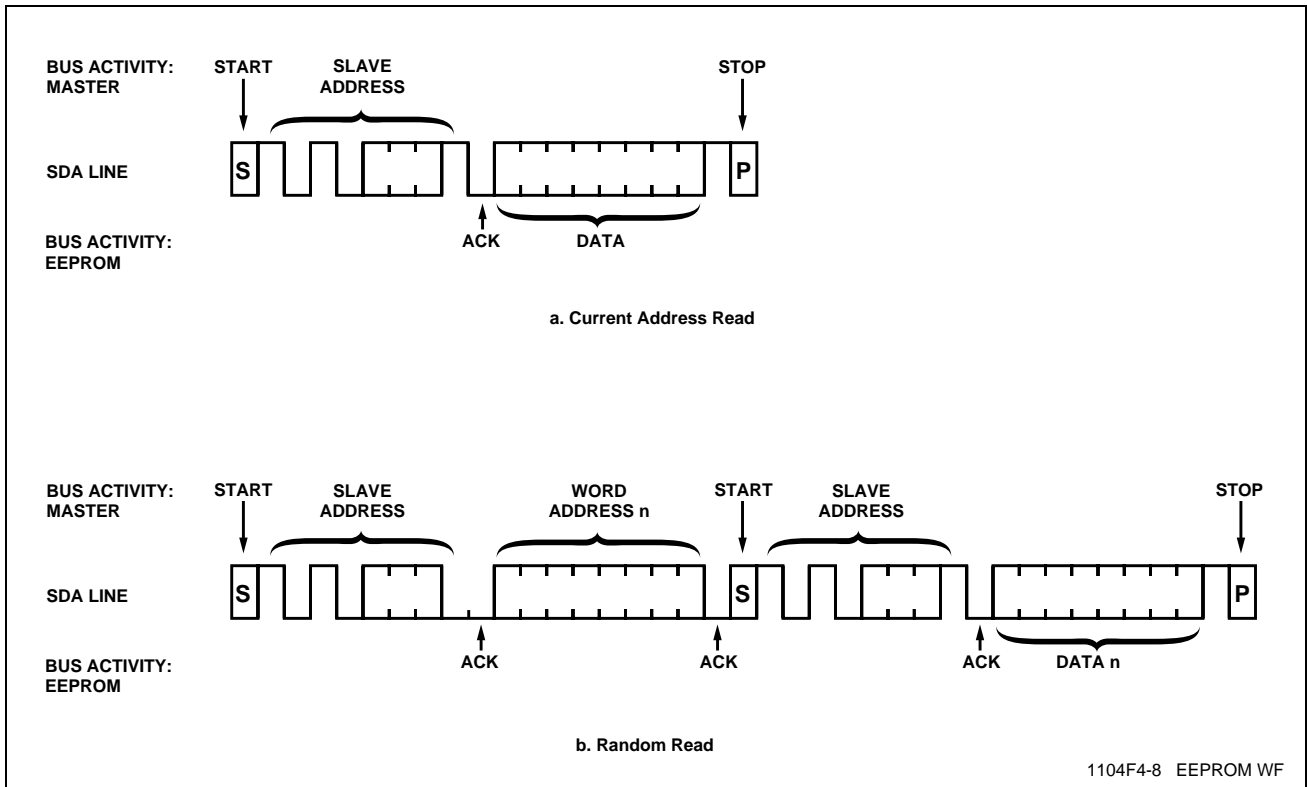 BUS ACTIVITY: START SLAVE STOP
MASTER ADDRESS
SDA LINE S P
BUS ACTIVITY: ACK DATA
EEPROM
a. Current Address Read
BUS ACTIVITY: START SLAVE WORD START SLAVE STOP
MASTER ADDRESS ADDRESS n ADDRESS
SDA LINE S S P
BUS ACTIVITY: ACK ACK ACK DATA n
EEPROM
b. Random Read
1104F4-8 EEPROM WF